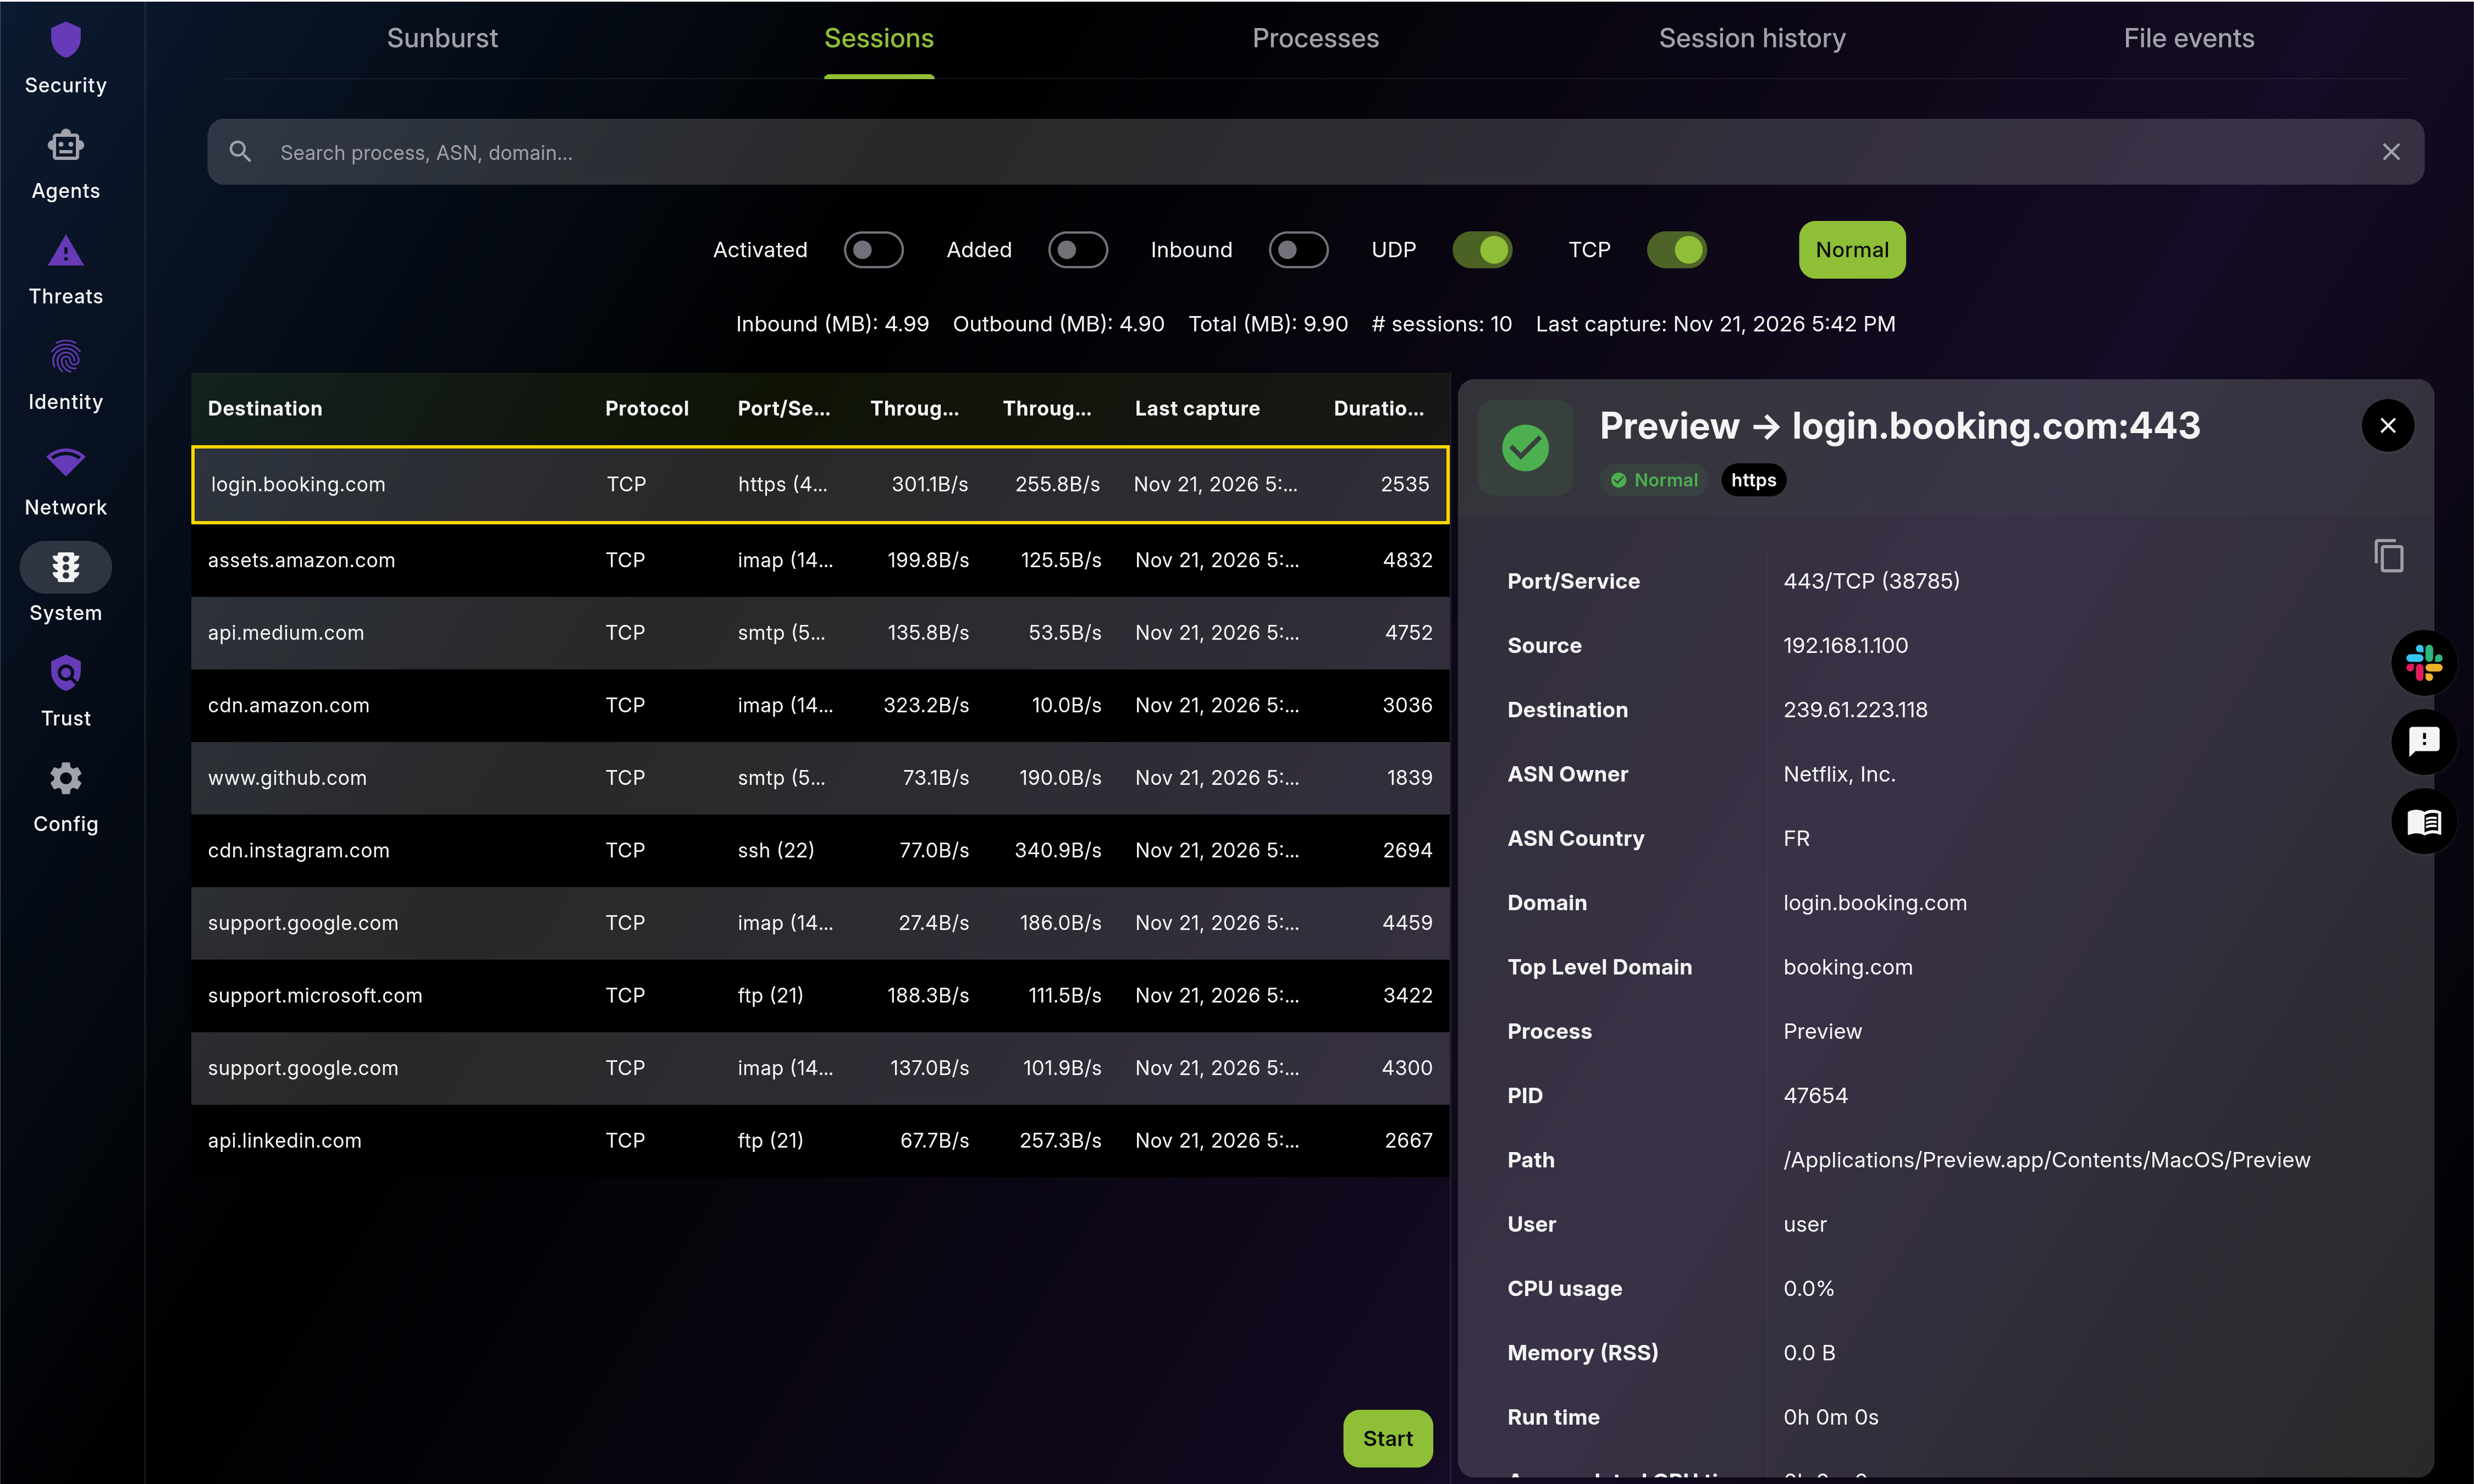 Security
Agents
Threats
Identity
Network
System
Trust
Config
Sunburst Sessions Processes Session history File events
Search process, ASN, domain...
Activated Added Inbound UDP TCP Normal
Inbound (MB): 4.99 Outbound (MB): 4.90 Total (MB): 9.90 # sessions: 10 Last capture: Nov 21, 2026 5:42 PM
Destination Protocol Port/Se... Throug... Throug... Last capture Duratio...
login.booking.com TCP https (4... 301.1B/s 255.8B/s Nov 21, 2026 5:... 2535
assets.amazon.com TCP imap (14... 199.8B/s 125.5B/s Nov 21, 2026 5:... 4832
api.medium.com TCP smtp (5... 135.8B/s 53.5B/s Nov 21, 2026 5:... 4752
cdn.amazon.com TCP imap (14... 323.2B/s 10.0B/s Nov 21, 2026 5:... 3036
www.github.com TCP smtp (5... 73.1B/s 190.0B/s Nov 21, 2026 5:... 1839
cdn.instagram.com TCP ssh (22) 77.0B/s 340.9B/s Nov 21, 2026 5:... 2694
support.google.com TCP imap (14... 27.4B/s 186.0B/s Nov 21, 2026 5:... 4459
support.microsoft.com TCP ftp (21) 188.3B/s 111.5B/s Nov 21, 2026 5:... 3422
support.google.com TCP imap (14... 137.0B/s 101.9B/s Nov 21, 2026 5:... 4300
api.linkedin.com TCP ftp (21) 67.7B/s 257.3B/s Nov 21, 2026 5:... 2667
Start
Preview → login.booking.com:443
Normal https
Port/Service 443/TCP (38785)
Source 192.168.1.100
Destination 239.61.223.118
ASN Owner Netflix, Inc.
ASN Country FR
Domain login.booking.com
Top Level Domain booking.com
Process Preview
PID 47654
Path /Applications/Preview.app/Contents/MacOS/Preview
User user
CPU usage 0.0%
Memory (RSS) 0.0 B
Run time 0h 0m 0s